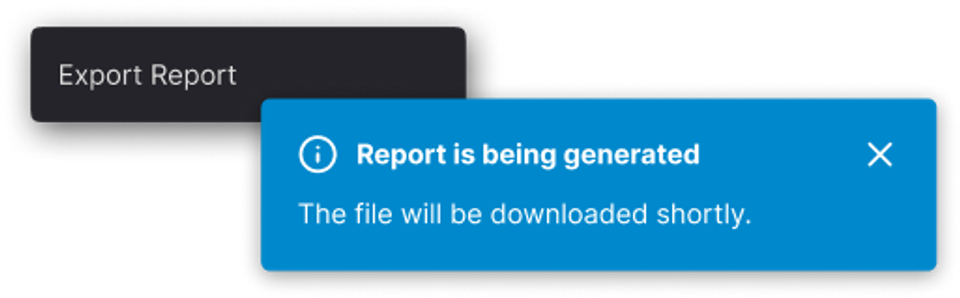 Export Report
Report is being generated
The file will be downloaded shortly.